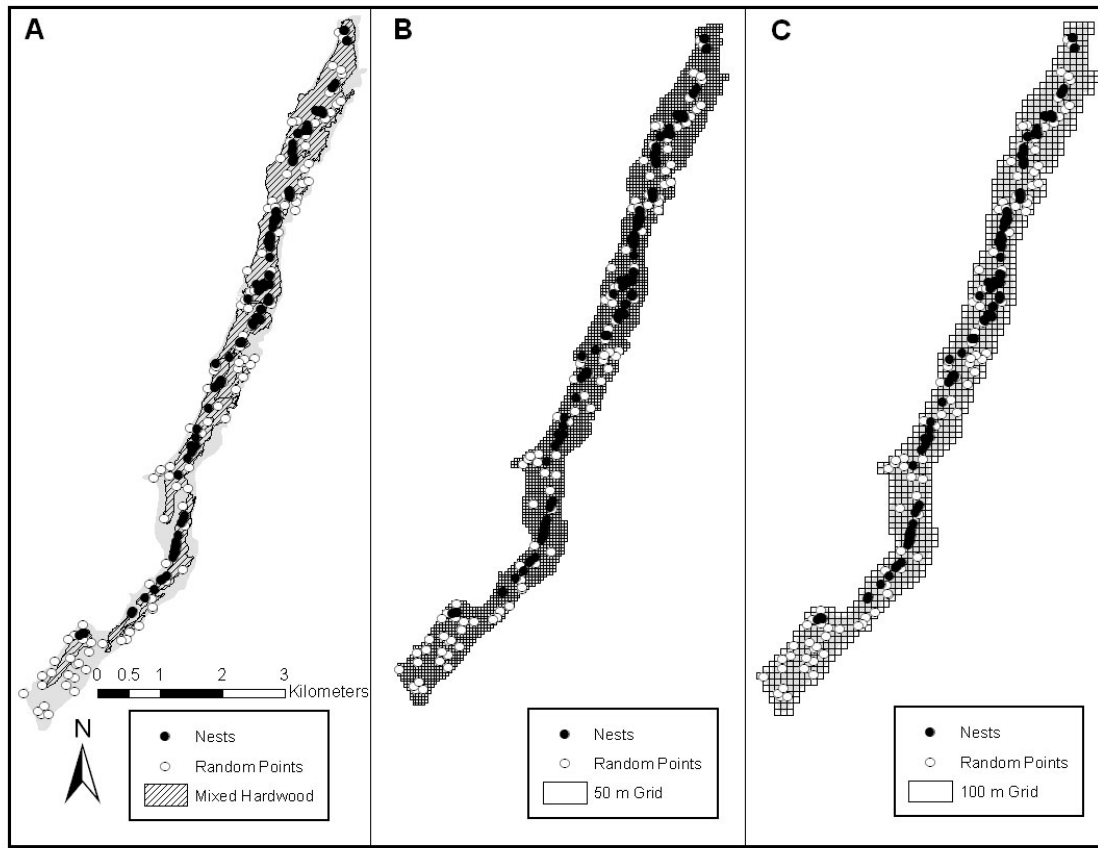 A
B
C
0 0.5 1 2 3
Kilometers
N
Nests
Random Points
Mixed Hardwood
Nests
Random Points
50 m Grid
Nests
Random Points
100 m Grid